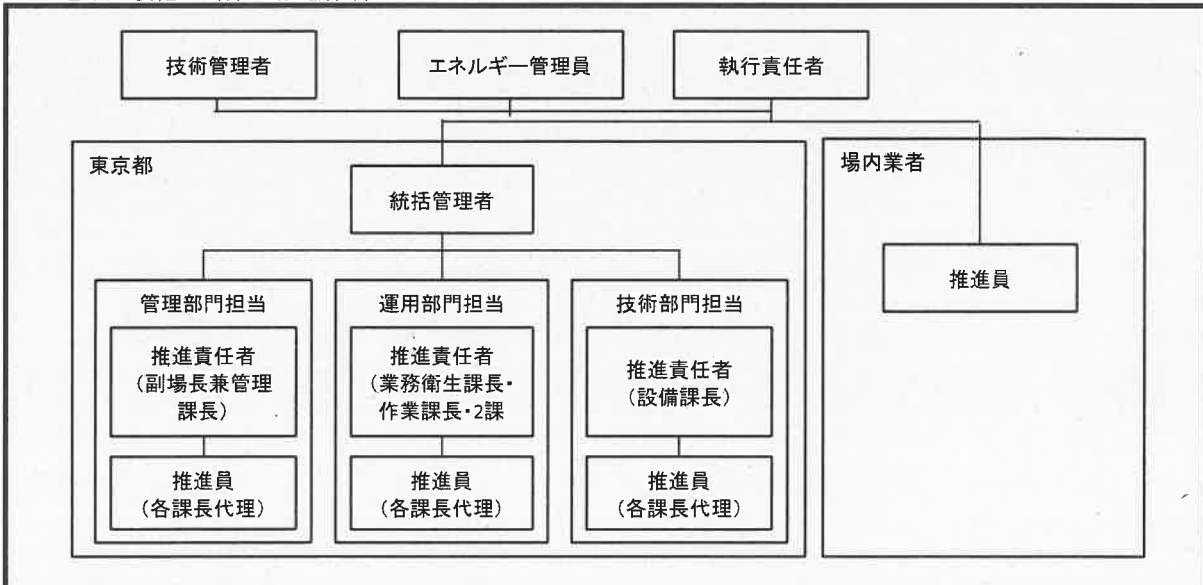 技術管理者
エネルギー管理員
執行責任者
東京都
統括管理者
管理部門担当
推進責任者
(副場長兼管理
課長)
推進員
(各課長代理)
運用部門担当
推進責任者
(業務衛生課長・
作業課長・2課
推進員
(各課長代理)
技術部門担当
推進責任者
(設備課長)
推進員
(各課長代理)
場内業者
推進員